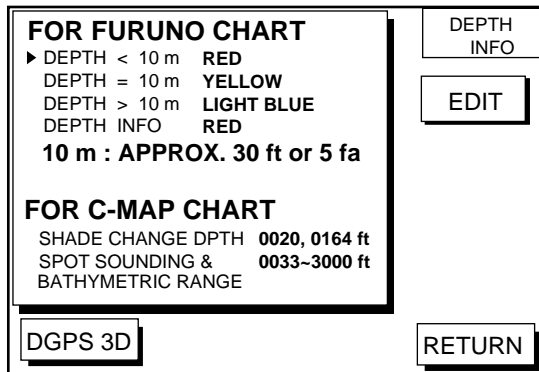 FOR FURUNO CHART
▶ DEPTH < 10 m RED
DEPTH = 10 m YELLOW
DEPTH > 10 m LIGHT BLUE
DEPTH INFO RED
10 m : APPROX. 30 ft or 5 fa
FOR C-MAP CHART
SHADE CHANGE DPTH 0020, 0164 ft
SPOT SOUNDING & 0033~3000 ft
BATHYMETRIC RANGE
DEPTH
INFO
EDIT
DGPS 3D
RETURN